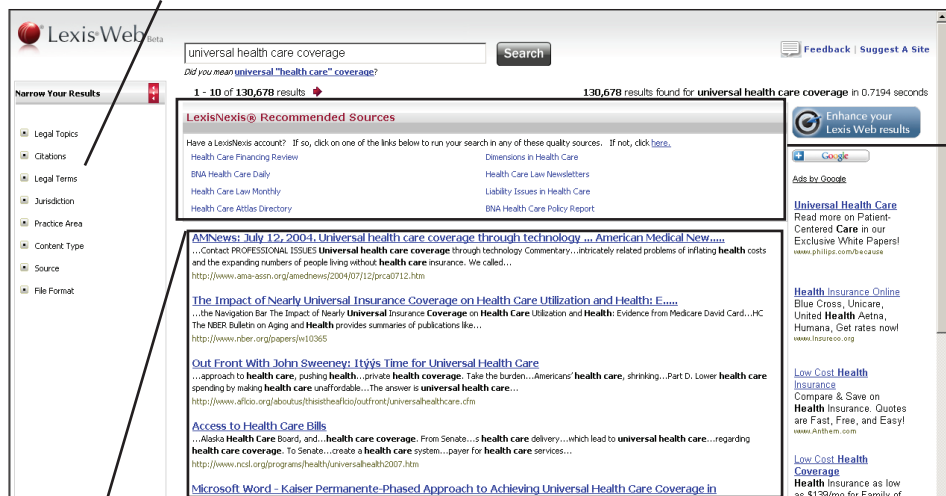 Lexis®Web Beta
universal health care coverage
Search
Feedback | Suggest A Site
Did you mean universal "health care" coverage?
Narrow Your Results
1 - 10 of 130,678 results
130,678 results found for universal health care coverage in 0.7194 seconds
Legal Topics
Citations
Legal Terms
Jurisdiction
Practice Area
Content Type
Source
File Format
LexisNexis® Recommended Sources
Have a LexisNexis account? If so, click on one of the links below to run your search in any of these quality sources. If not, click here.
Health Care Financing Review
Dimensions in Health Care
BNA Health Care Daily
Health Care Law Newsletters
Health Care Law Monthly
Liability Issues in Health Care
Health Care Attlas Directory
BNA Health Care Policy Report
AMNews: July 12, 2004. Universal health care coverage through technology ... American Medical New.....
...Contact PROFESSIONAL ISSUES Universal health care coverage through technology Commentary...intricately related problems of inflating health costs
and the expanding numbers of people living without health care insurance. We called...
http://www.ama-assn.org/amednews/2004/07/12/prca0712.htm
The Impact of Nearly Universal Insurance Coverage on Health Care Utilization and Health: E.....
...the Navigation Bar The Impact of Nearly Universal Insurance Coverage on Health Care Utilization and Health: Evidence from Medicare David Card...HC
The NBER Bulletin on Aging and Health provides summaries of publications like...
http://www.nber.org/papers/w10365
Out Front With John Sweeney: Itýýs Time for Universal Health Care
...approach to health care, pushing health...private health coverage. Take the burden...Americans' health care, shrinking...Part D. Lower health care
spending by making health care unaffordable...The answer is universal health care...
http://www.aflcio.org/aboutus/thisistheaflcio/outfront/universalhealthcare.cfm
Access to Health Care Bills
...Alaska Health Care Board, and...health care coverage. From Senate...s health care delivery...which lead to universal health care...regarding
health care coverage. To Senate...create a health care system...payer for health care services...
http://www.ncsl.org/programs/health/universalhealth2007.htm
Microsoft Word - Kaiser Permanente-Phased Approach to Achieving Universal Health Care Coverage in
Enhance your
Lexis Web results
Google
Ads by Google
Universal Health Care
Read more on Patient-
Centered Care in our
Exclusive White Papers!
www.philips.com/because
Health Insurance Online
Blue Cross, Unicare,
United Health Aetna,
Humana, Get rates now!
www.Insureco.org
Low Cost Health
Insurance
Compare & Save on
Health Insurance. Quotes
are Fast, Free, and Easy!
www.Anthem.com
Low Cost Health
Coverage
Health Insurance as low
as $139/mo for Family of